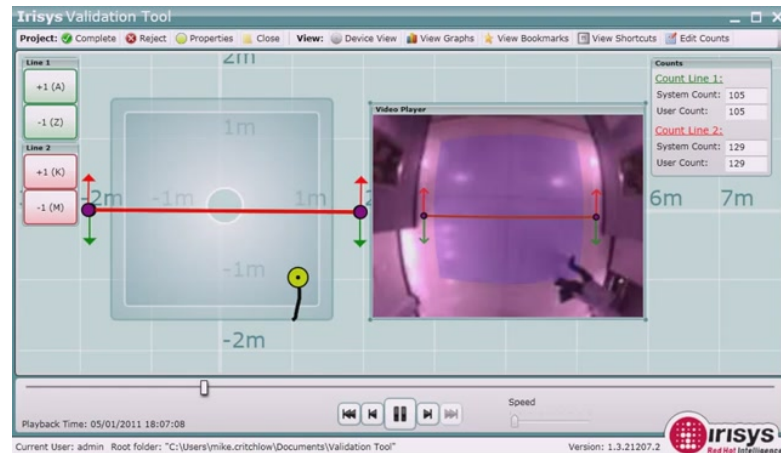 Irisys Validation Tool
Project: Complete Reject Properties Close View: Device View View Graphs View Bookmarks View Shortcuts Edit Counts
Line 1
+1 (A)
-1 (Z)
Line 2
+1 (K)
-1 (M)
2m
1m
-2m -1m 1m 6m 7m
-1m
-2m
Video Player
Counts
Count Line 1:
System Count: 105
User Count: 105
Count Line 2:
System Count: 129
User Count: 129
Speed
Playback Time: 05/01/2011 18:07:08
Current User: admin Root folder: "C:\Users\mike.critchlow\Documents\Validation Tool" Version: 1.3.21207.2
irisys
Red Hot Intelligence